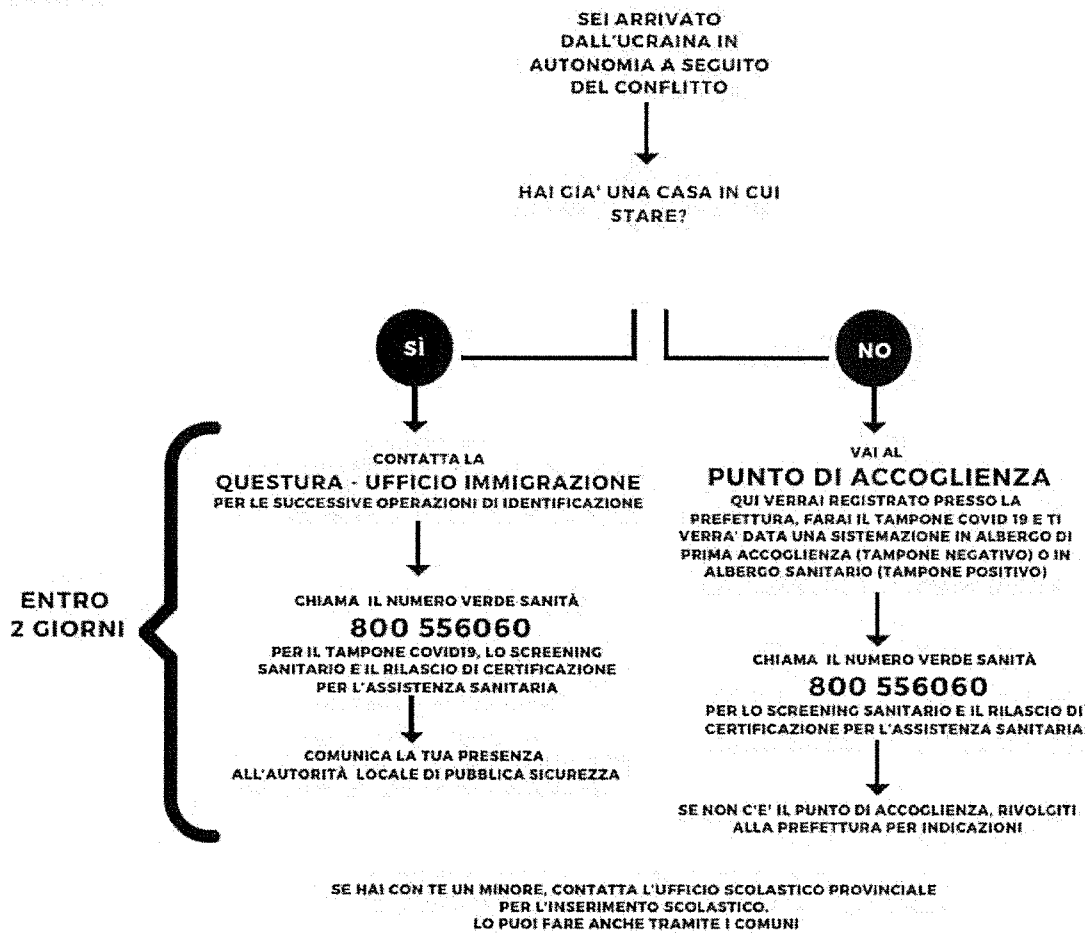 SEI ARRIVATO
DALL'UCRAINA IN
AUTONOMIA A SEGUITO
DEL CONFLITTO
HAI GIA' UNA CASA IN CUI
STARE?
SÌ
NO
ENTRO
2 GIORNI
CONTATTA LA
QUESTURA - UFFICIO IMMIGRAZIONE
PER LE SUCCESSIVE OPERAZIONI DI IDENTIFICAZIONE
CHIAMA IL NUMERO VERDE SANITÀ
800 556060
PER IL TAMPONE COVID19, LO SCREENING
SANITARIO E IL RILASCIO DI CERTIFICAZIONE
PER L'ASSISTENZA SANITARIA
COMUNICA LA TUA PRESENZA
ALL'AUTORITÀ LOCALE DI PUBBLICA SICUREZZA
VAI AL
PUNTO DI ACCOGLIENZA
QUI VERRAI REGISTRATO PRESSO LA
PREFETTURA, FARAI IL TAMPONE COVID 19 E TI
VERRA' DATA UNA SISTEMAZIONE IN ALBERGO DI
PRIMA ACCOGLIENZA (TAMPONE NEGATIVO) O IN
ALBERGO SANITARIO (TAMPONE POSITIVO)
CHIAMA IL NUMERO VERDE SANITÀ
800 556060
PER LO SCREENING SANITARIO E IL RILASCIO DI
CERTIFICAZIONE PER L'ASSISTENZA SANITARIA
SE NON C'E' IL PUNTO DI ACCOGLIENZA, RIVOLGITI
ALLA PREFETTURA PER INDICAZIONI
SE HAI CON TE UN MINORE, CONTATTA L'UFFICIO SCOLASTICO PROVINCIALE
PER L'INSERIMENTO SCOLASTICO.
LO PUOI FARE ANCHE TRAMITE I COMUNI